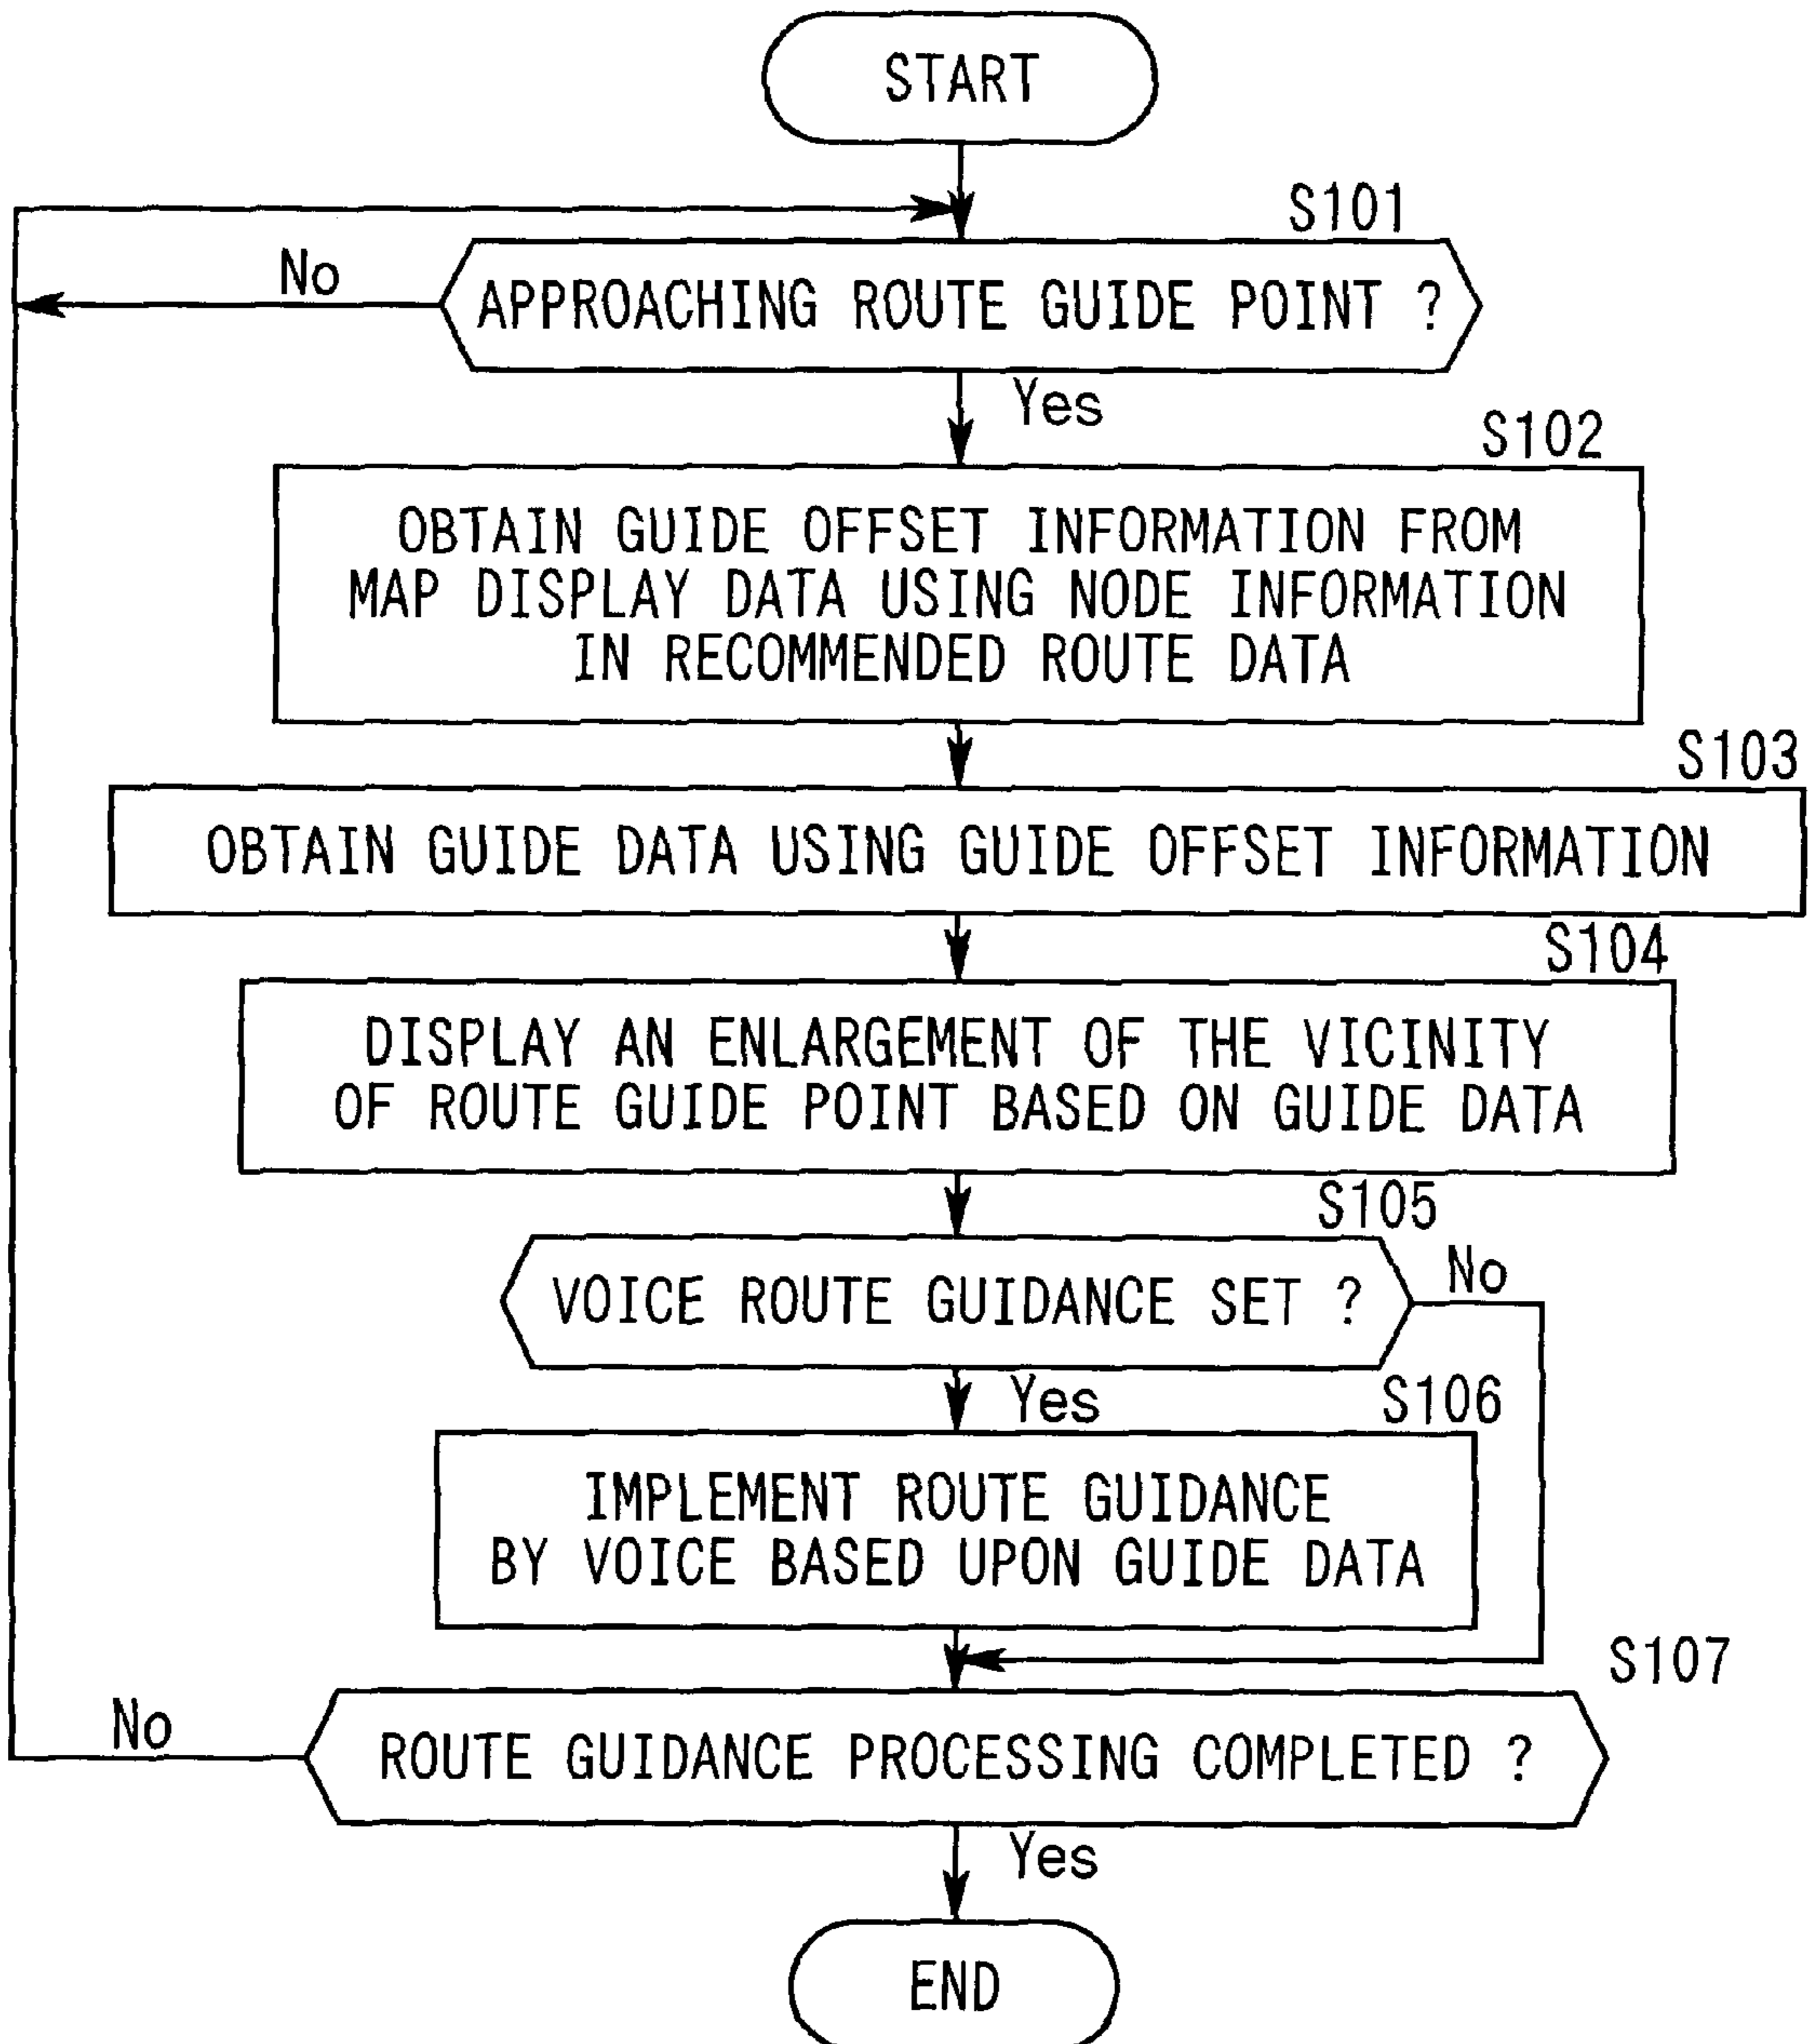 START
S101
No
APPROACHING ROUTE GUIDE POINT ?
Yes
S102
OBTAIN GUIDE OFFSET INFORMATION FROM
MAP DISPLAY DATA USING NODE INFORMATION
IN RECOMMENDED ROUTE DATA
S103
OBTAIN GUIDE DATA USING GUIDE OFFSET INFORMATION
S104
DISPLAY AN ENLARGEMENT OF THE VICINITY
OF ROUTE GUIDE POINT BASED ON GUIDE DATA
S105
VOICE ROUTE GUIDANCE SET ?
No
Yes
S106
IMPLEMENT ROUTE GUIDANCE
BY VOICE BASED UPON GUIDE DATA
S107
No
ROUTE GUIDANCE PROCESSING COMPLETED ?
Yes
END